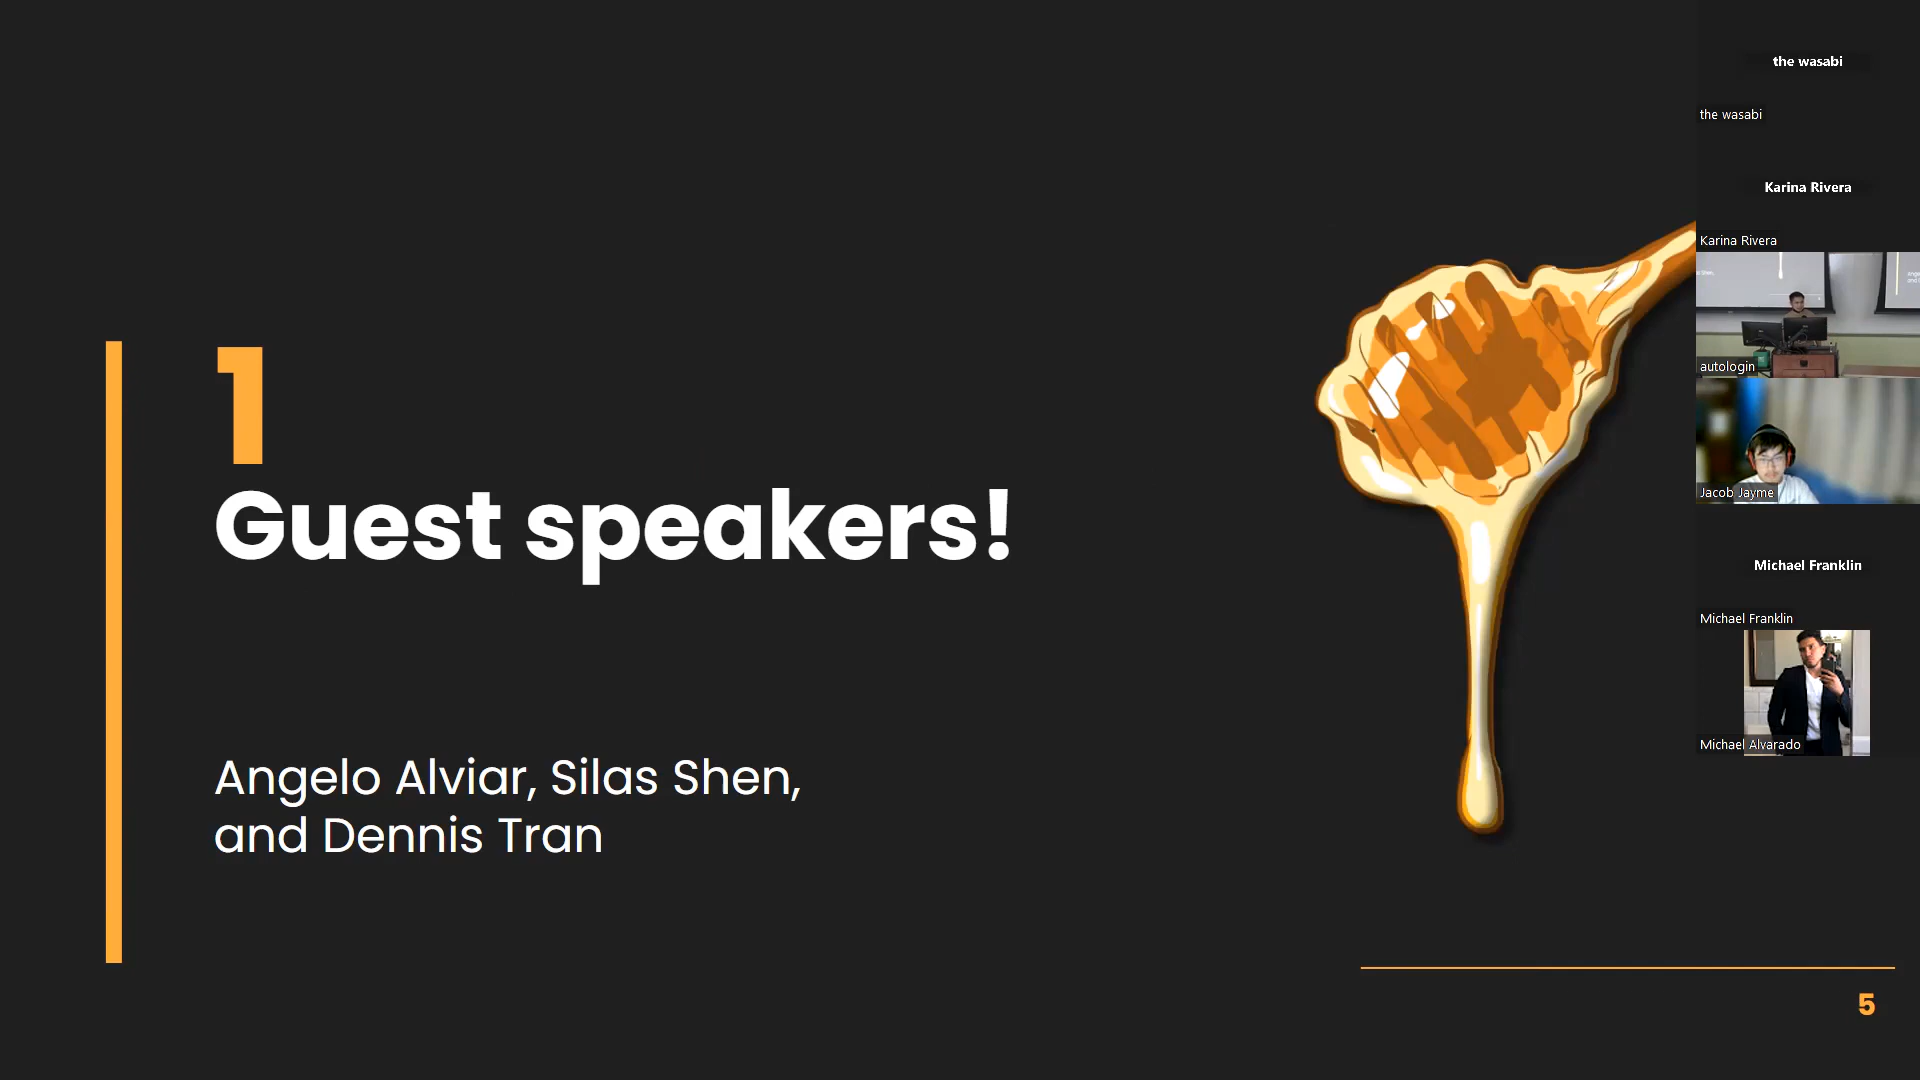 1
Guest speakers!
Angelo Alviar, Silas Shen,
and Dennis Tran
5
the wasabi
the wasabi
Karina Rivera
Karina Rivera
autologin
Jacob Jayme
Michael Franklin
Michael Franklin
Michael Alvarado